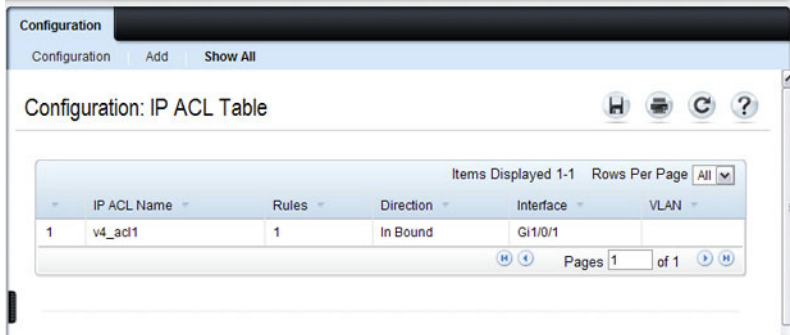 Configuration
Configuration Add Show All
Configuration: IP ACL Table
Items Displayed 1-1 Rows Per Page All
IP ACL Name Rules Direction Interface VLAN
1 v4_acl1 1 In Bound Gi1/0/1
Pages 1 of 1